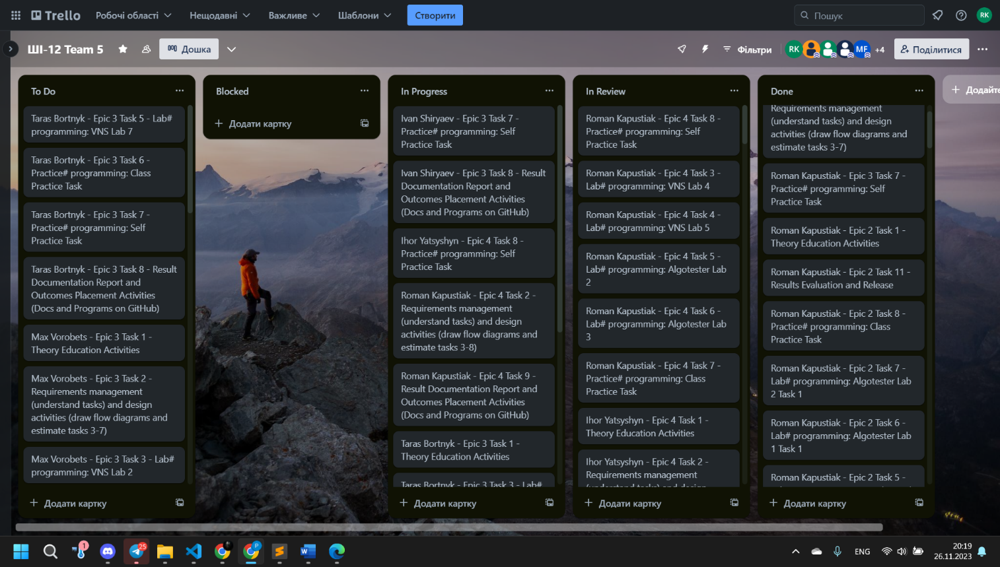 Trello
Робочі області
Нещодавні
Важливе
Шаблони
Створити
Пошук
RK
ШІ-12 Team 5
Дошка
Фільтри
RK
MF
+4
Поділитися
To Do
Taras Bortnyk - Epic 3 Task 5 - Lab#
programming: VNS Lab 7
Taras Bortnyk - Epic 3 Task 6 -
Practice# programming: Class
Practice Task
Taras Bortnyk - Epic 3 Task 7 -
Practice# programming: Self
Practice Task
Taras Bortnyk - Epic 3 Task 8 - Result
Documentation Report and
Outcomes Placement Activities
(Docs and Programs on GitHub)
Max Vorobets - Epic 3 Task 1 -
Theory Education Activities
Max Vorobets - Epic 3 Task 2 -
Requirements management
(understand tasks) and design
activities (draw flow diagrams and
estimate tasks 3-7)
Max Vorobets - Epic 3 Task 3 - Lab#
programming: VNS Lab 2
Додати картку
Blocked
Додати картку
In Progress
Ivan Shiryaev - Epic 3 Task 7 -
Practice# programming: Self
Practice Task
Ivan Shiryaev - Epic 3 Task 8 - Result
Documentation Report and
Outcomes Placement Activities
(Docs and Programs on GitHub)
Ihor Yatsyshyn - Epic 4 Task 8 -
Practice# programming: Self
Practice Task
Roman Kapustiak - Epic 4 Task 2 -
Requirements management
(understand tasks) and design
activities (draw flow diagrams and
estimate tasks 3-8)
Roman Kapustiak - Epic 4 Task 9 -
Result Documentation Report and
Outcomes Placement Activities
(Docs and Programs on GitHub)
Taras Bortnyk - Epic 3 Task 1 -
Theory Education Activities
Taras Bortnyk - Epic 3 Task 3 - Lab#
Додати картку
In Review
Roman Kapustiak - Epic 4 Task 8 -
Practice# programming: Self
Practice Task
Roman Kapustiak - Epic 4 Task 3 -
Lab# programming: VNS Lab 4
Roman Kapustiak - Epic 4 Task 4 -
Lab# programming: VNS Lab 5
Roman Kapustiak - Epic 4 Task 5 -
Lab# programming: Algotester Lab
2
Roman Kapustiak - Epic 4 Task 6 -
Lab# programming: Algotester Lab
3
Roman Kapustiak - Epic 4 Task 7 -
Practice# programming: Class
Practice Task
Ihor Yatsyshyn - Epic 4 Task 1 -
Theory Education Activities
Ihor Yatsyshyn - Epic 4 Task 2 -
Requirements management
(understand tasks) and design
Додати картку
Done
Requirements management
(understand tasks) and design
activities (draw flow diagrams and
estimate tasks 3-7)
Roman Kapustiak - Epic 3 Task 7 -
Practice# programming: Self
Practice Task
Roman Kapustiak - Epic 2 Task 1 -
Theory Education Activities
Roman Kapustiak - Epic 2 Task 11 -
Results Evaluation and Release
Roman Kapustiak - Epic 2 Task 8 -
Practice# programming: Class
Practice Task
Roman Kapustiak - Epic 2 Task 7 -
Lab# programming: Algotester Lab
2 Task 1
Roman Kapustiak - Epic 2 Task 6 -
Lab# programming: Algotester Lab
1 Task 1
Roman Kapustiak - Epic 2 Task 5 -
Додати картку
Додайте
1
25
P
W
ENG
20:19
26.11.2023